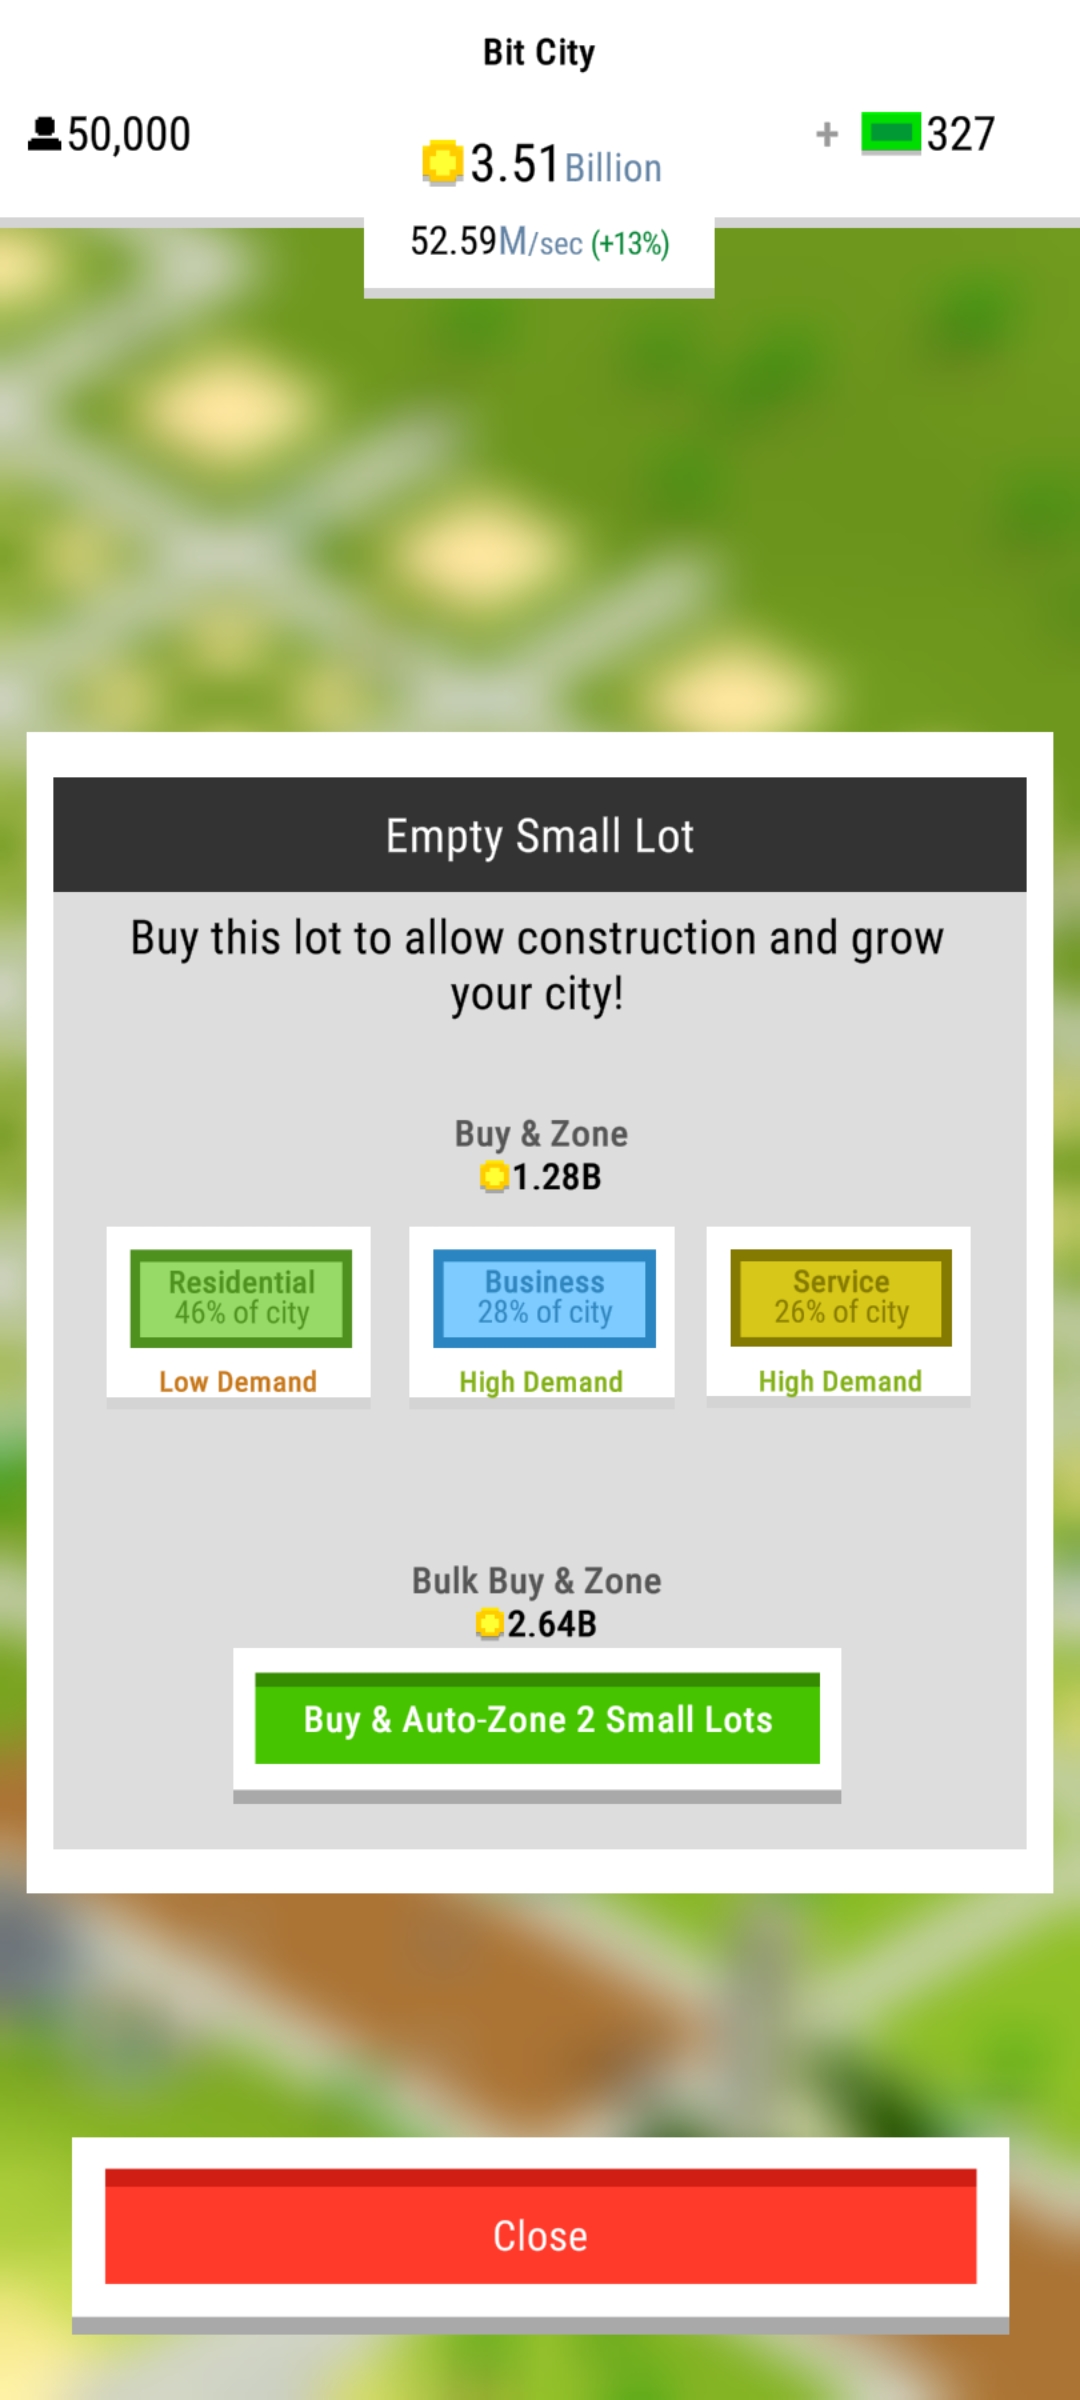 Bit City
50,000
3.51 Billion
+ 327
52.59M/sec (+13%)
Empty Small Lot
Buy this lot to allow construction and grow
your city!
Buy & Zone
1.28B
Residential
46% of city
Low Demand
Business
28% of city
High Demand
Service
26% of city
High Demand
Bulk Buy & Zone
2.64B
Buy & Auto-Zone 2 Small Lots
Close